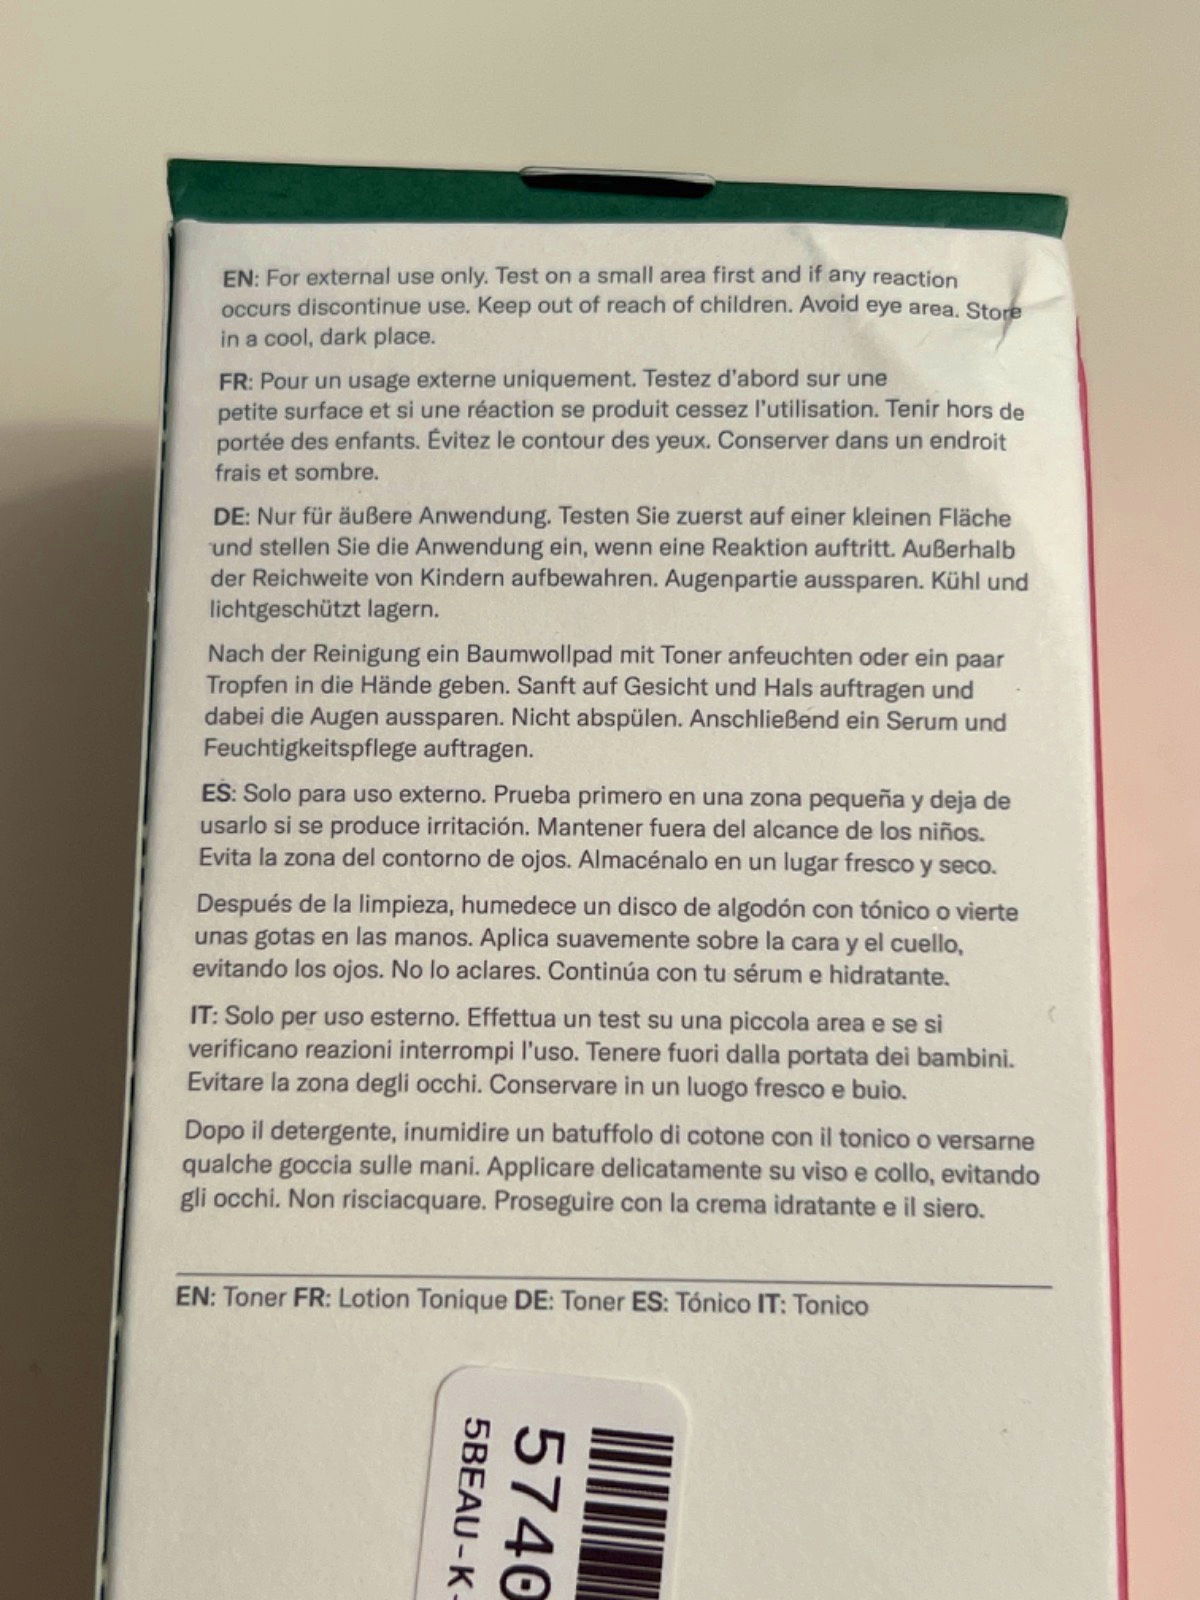 EN: For external use only. Test on a small area first and if any reaction
occurs discontinue use. Keep out of reach of children. Avoid eye area. Store
in a cool, dark place.
FR: Pour un usage externe uniquement. Testez d'abord sur une
petite surface et si une réaction se produit cessez l'utilisation. Tenir hors de
portée des enfants. Évitez le contour des yeux. Conserver dans un endroit
frais et sombre.
DE: Nur für äußere Anwendung. Testen Sie zuerst auf einer kleinen Fläche
und stellen Sie die Anwendung ein, wenn eine Reaktion auftritt. Außerhalb
der Reichweite von Kindern aufbewahren. Augenpartie aussparen. Kühl und
lichtgeschützt lagern.
Nach der Reinigung ein Baumwollpad mit Toner anfeuchten oder ein paar
Tropfen in die Hände geben. Sanft auf Gesicht und Hals auftragen und
dabei die Augen aussparen. Nicht abspülen. Anschließend ein Serum und
Feuchtigkeitspflege auftragen.
ES: Solo para uso externo. Prueba primero en una zona pequeña y deja de
usarlo si se produce irritación. Mantener fuera del alcance de los niños.
Evita la zona del contorno de ojos. Almacénalo en un lugar fresco y seco.
Después de la limpieza, humedece un disco de algodón con tónico o vierte
unas gotas en las manos. Aplica suavemente sobre la cara y el cuello,
evitando los ojos. No lo aclares. Continúa con tu sérum e hidratante.
IT: Solo per uso esterno. Effettua un test su una piccola area e se si
verificano reazioni interrompi l'uso. Tenere fuori dalla portata dei bambini.
Evitare la zona degli occhi. Conservare in un luogo fresco e buio.
Dopo il detergente, inumidire un batuffolo di cotone con il tonico o versarne
qualche goccia sulle mani. Applicare delicatamente su viso e collo, evitando
gli occhi. Non risciacquare. Proseguire con la crema idratante e il siero.
EN: Toner FR: Lotion Tonique DE: Toner ES: Tónico IT: Tonico
5740
5BEAU-K-